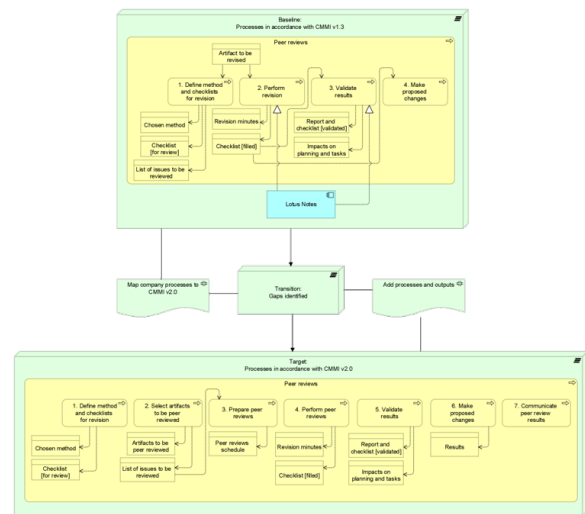 Baseline:
Processes in accordance with CMMI v1.3
Peer reviews
Artifact to be
revised
1. Define method
and checklists
for revision
2. Perform
revision
3. Validate
results
4. Make
proposed
changes
Chosen method
Revision minutes
Report and
checklist [validated]
Checklist
[for review]
Checklist [filled]
Impacts on
planning and tasks
List of issues to be
reviewed
Lotus Notes
Map company processes to
CMMI v2.0
Transition:
Gaps identified
Add processes and outputs
Target:
Processes in accordance with CMMI v2.0
Peer reviews
1. Define method
and checklists
for revision
2. Select artifacts
to be peer
reviewed
3. Prepare peer
reviews
4. Perform peer
reviews
5. Validate
results
6. Make
proposed
changes
7. Communicate
peer review
results
Chosen method
Artifacts to be
peer reviewed
Peer reviews
schedule
Revision minutes
Report and
checklist [validated]
Results
Checklist
[for review]
List of issues to be
reviewed
Checklist [filled]
Impacts on
planning and tasks